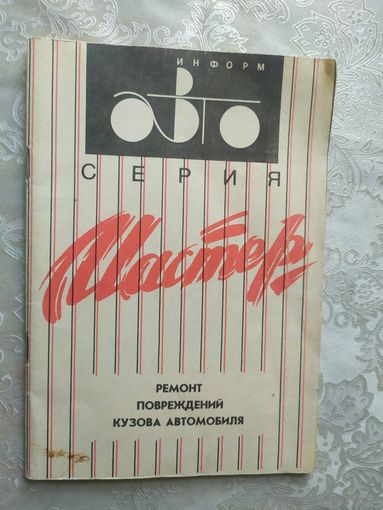 ИНФОРМ
АВТО
СЕРИЯ
Мастер
РЕМОНТ
ПОВРЕЖДЕНИЙ
КУЗОВА АВТОМОБИЛЯ